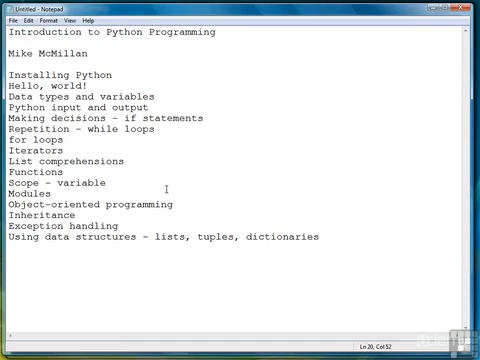 Untitled - Notepad
File Edit Format View Help
Introduction to Python Programming
Mike McMillan
Installing Python
Hello, world!
Data types and variables
Python input and output
Making decisions - if statements
Repetition - while loops
for loops
Iterators
List comprehensions
Functions
Scope - variable
Modules
Object-oriented programming
Inheritance
Exception handling
Using data structures - lists, tuples, dictionaries
Ln 20, Col 52